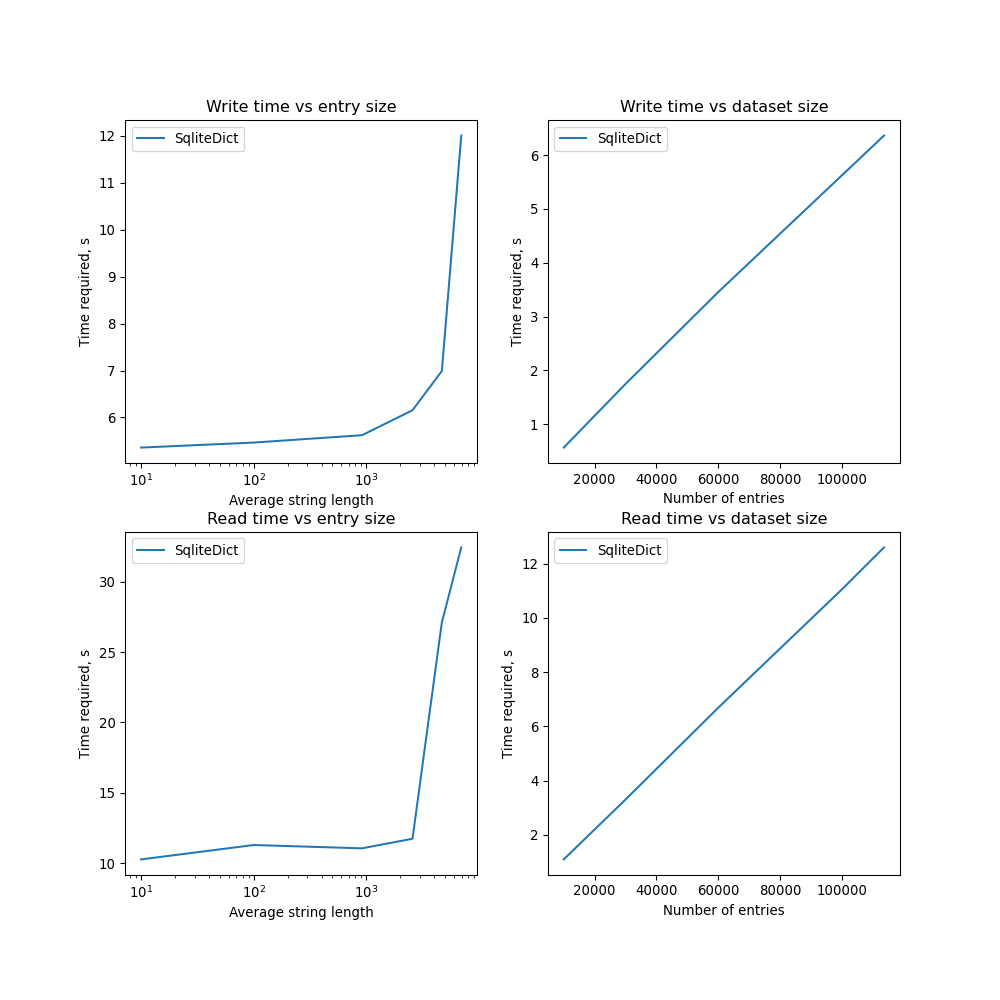 Write time vs entry size
SqliteDict
12
11
10
9
8
7
6
Time required, s
10¹
10²
10³
Average string length
Write time vs dataset size
SqliteDict
6
5
4
3
2
1
Time required, s
20000 40000 60000 80000 100000
Number of entries
Read time vs entry size
SqliteDict
30
25
20
15
10
Time required, s
10¹
10²
10³
Average string length
Read time vs dataset size
SqliteDict
12
10
8
6
4
2
Time required, s
20000 40000 60000 80000 100000
Number of entries